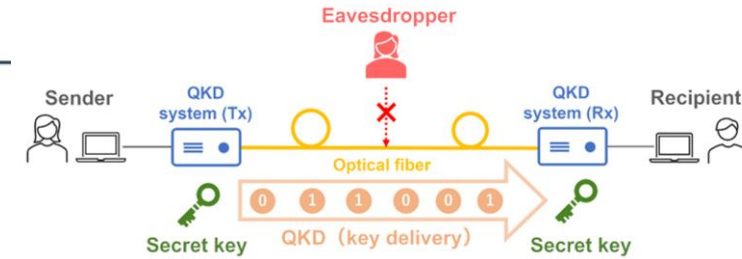 Eavesdropper
Sender
QKD
system (Tx)
QKD
system (Rx)
Recipient
Optical fiber
0 1 1 0 0 1
QKD（key delivery）
Secret key
Secret key